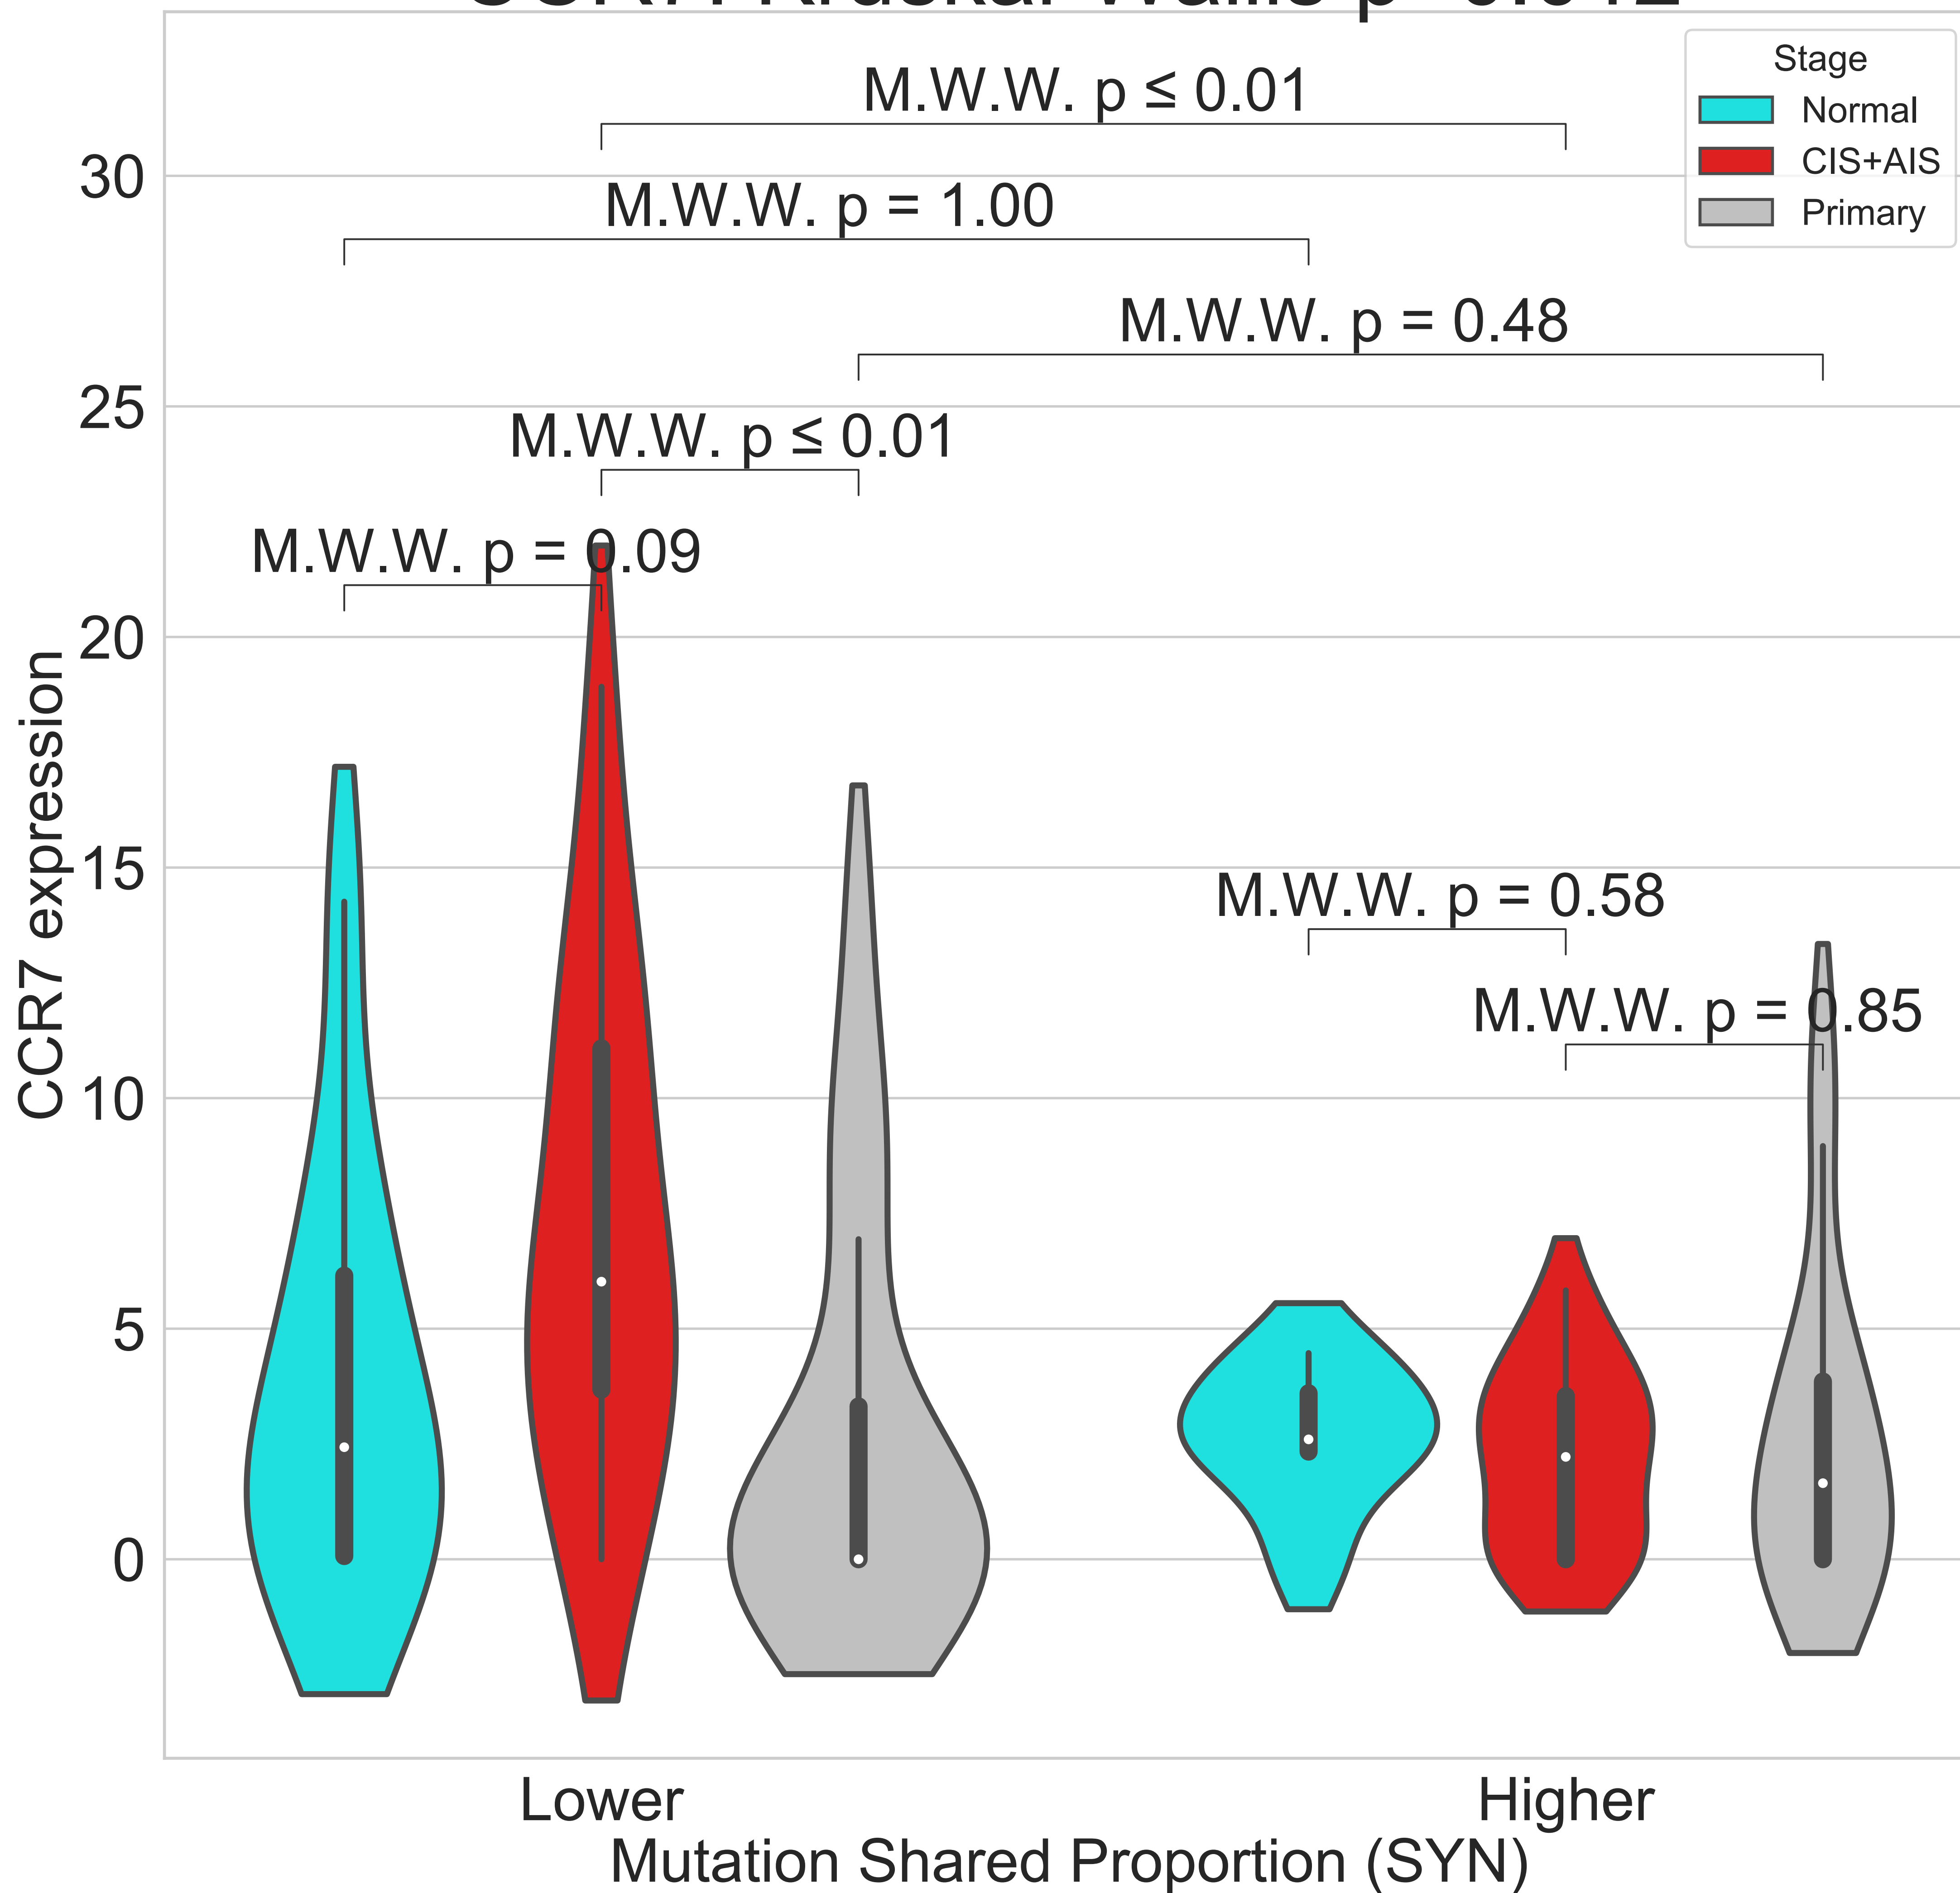 Stage
Normal
CIS+AIS
Primary
M.W.W. p ≤ 0.01
M.W.W. p = 1.00
M.W.W. p = 0.48
M.W.W. p ≤ 0.01
M.W.W. p = 0.09
M.W.W. p = 0.58
M.W.W. p = 0.85
30
25
20
15
10
5
0
CCR7 expression
Lower
Higher
Mutation Shared Proportion (SYN)